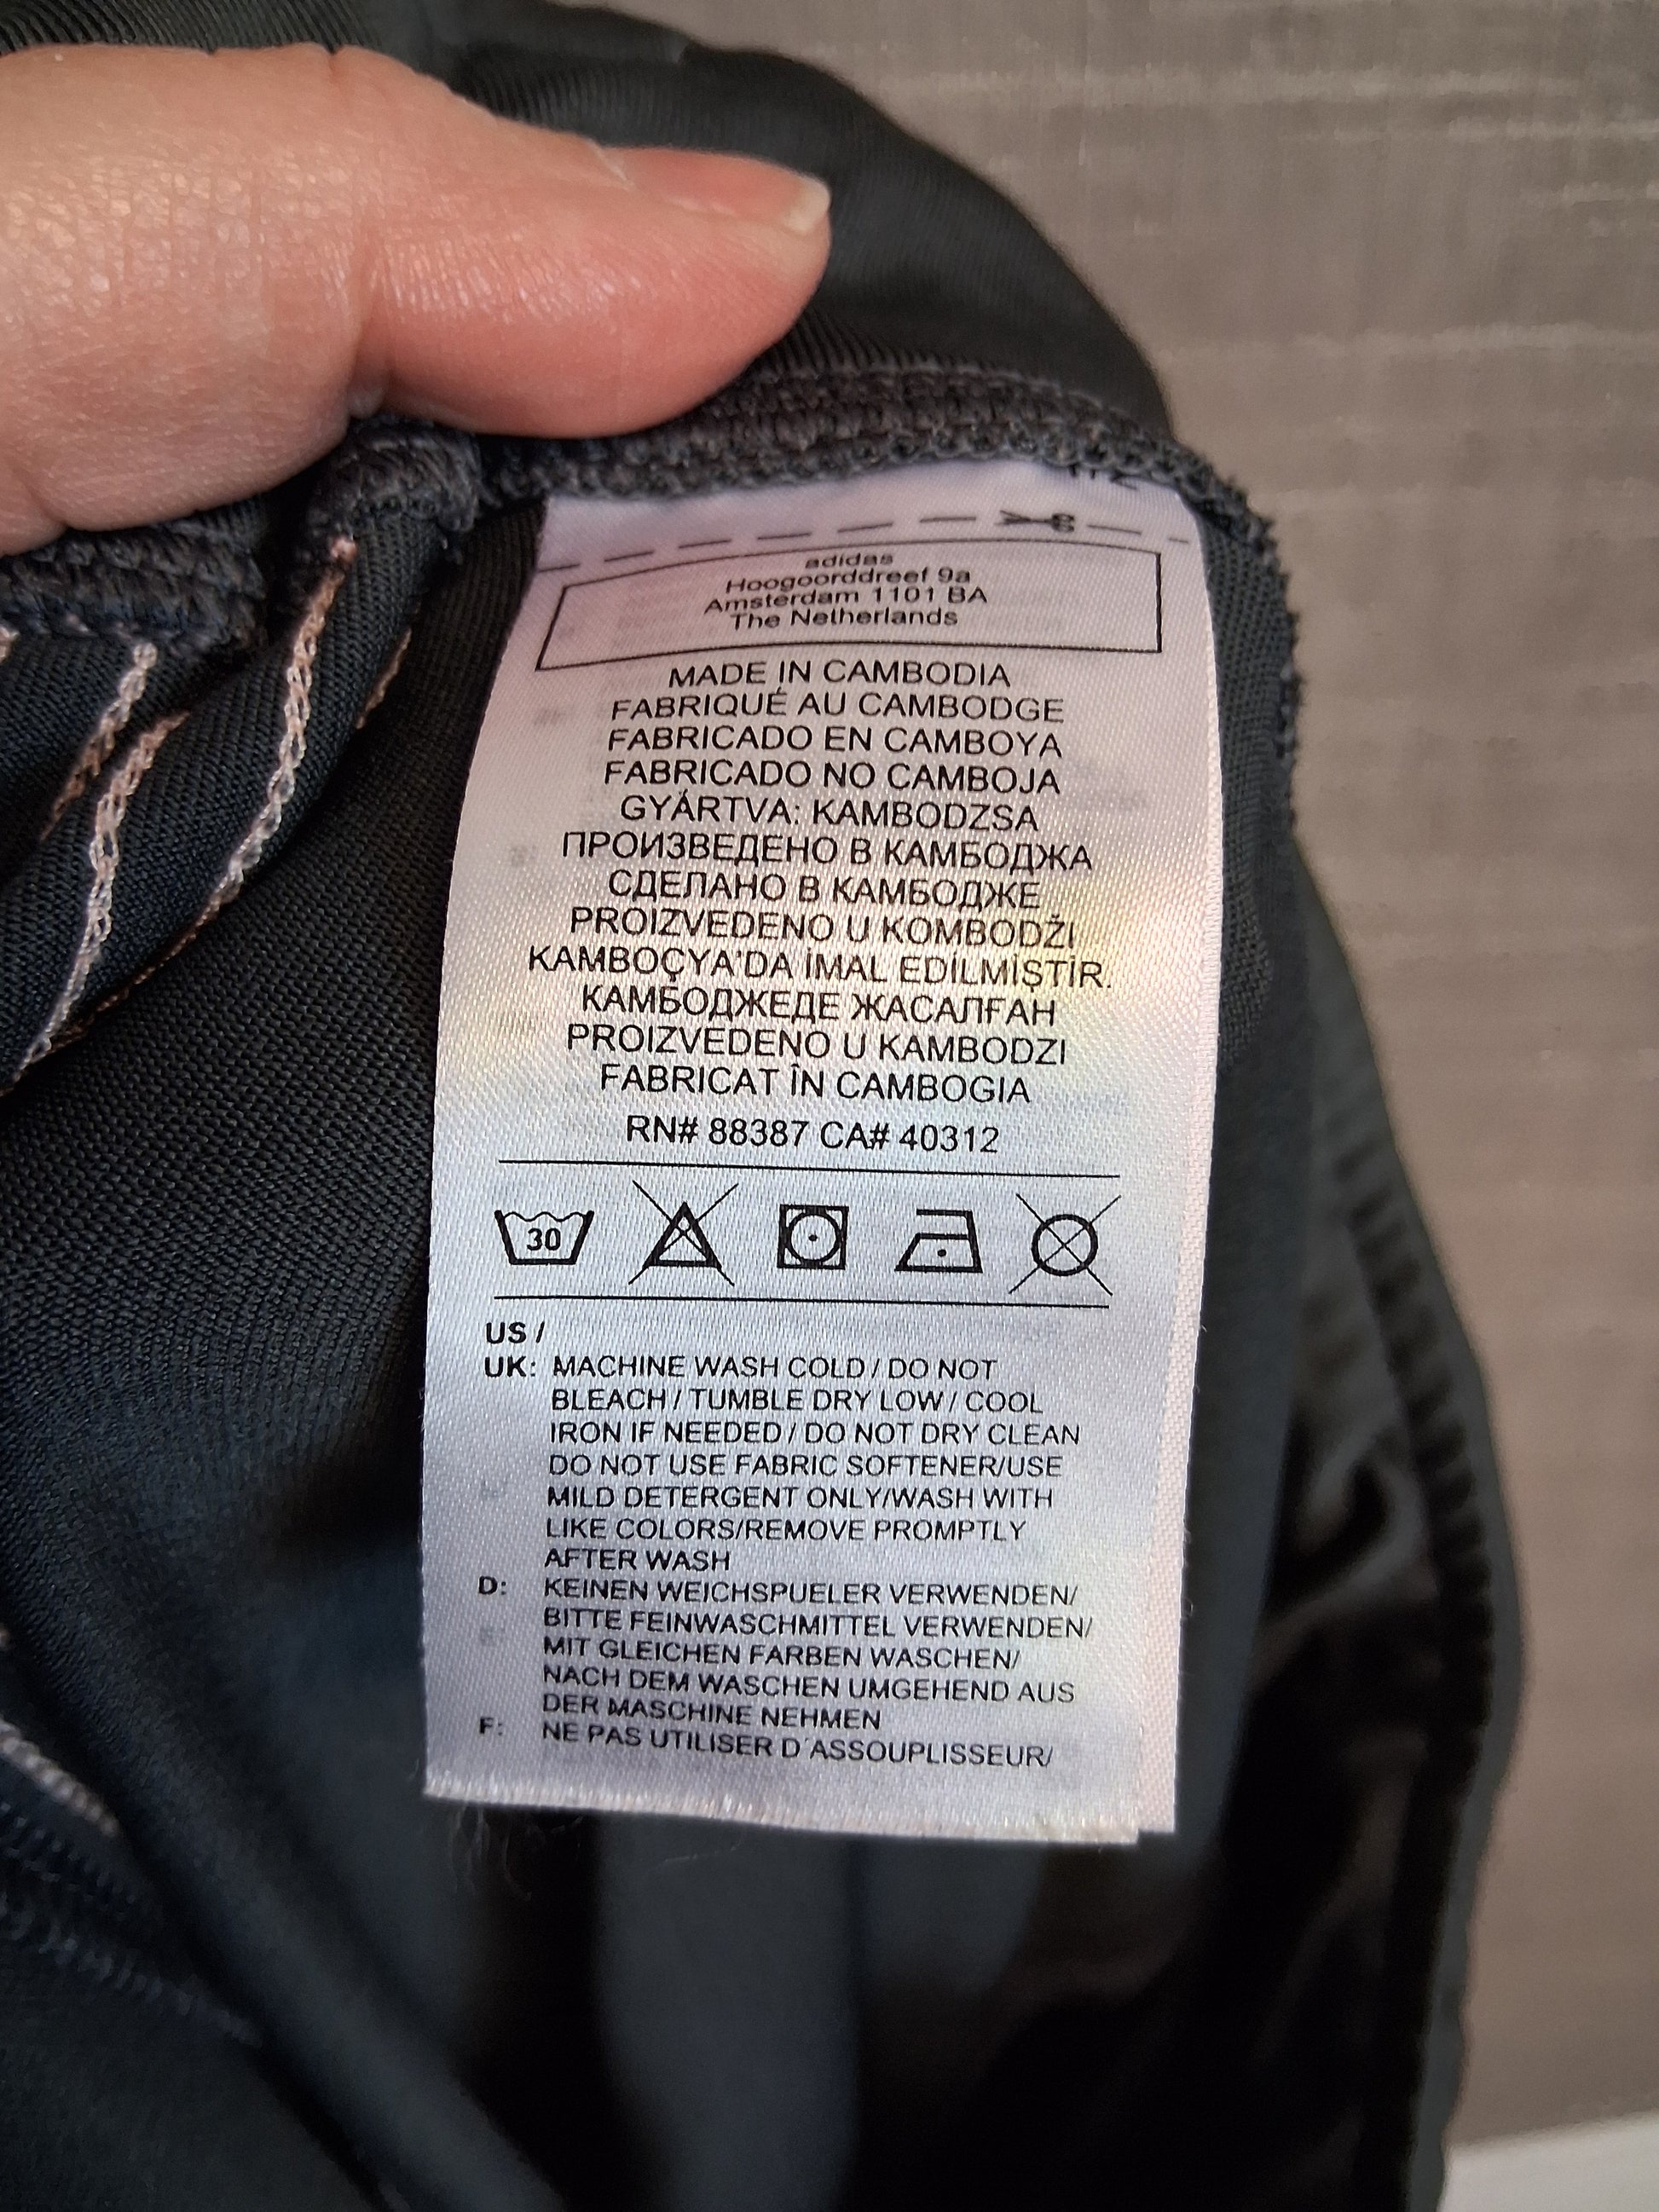 adidas
Hoogoorddreef 9a
Amsterdam 1101 BA
The Netherlands
MADE IN CAMBODIA
FABRIQUÉ AU CAMBODGE
FABRICADO EN CAMBOYA
FABRICADO NO CAMBOJA
GYÁRTVA: KAMBODZSA
ПРОИЗВЕДЕНО В КАМБОДЖА
СДЕЛАНО В КАМБОДЖЕ
PROIZVEDENO U KOMBODŽI
KAMBOÇYA'DA İMAL EDİLMİŞTİR.
КАМБОДЖЕДЕ ЖАСАЛҒАН
PROIZVEDENO U KAMBODZI
FABRICAT ÎN CAMBOGIA
RN# 88387 CA# 40312
30
US /
UK: MACHINE WASH COLD / DO NOT
BLEACH / TUMBLE DRY LOW / COOL
IRON IF NEEDED / DO NOT DRY CLEAN
DO NOT USE FABRIC SOFTENER/USE
MILD DETERGENT ONLY/WASH WITH
LIKE COLORS/REMOVE PROMPTLY
AFTER WASH
D: KEINEN WEICHSPUELER VERWENDEN/
BITTE FEINWASCHMITTEL VERWENDEN/
MIT GLEICHEN FARBEN WASCHEN/
NACH DEM WASCHEN UMGEHEND AUS
DER MASCHINE NEHMEN
F: NE PAS UTILISER D´ASSOUPLISSEUR/